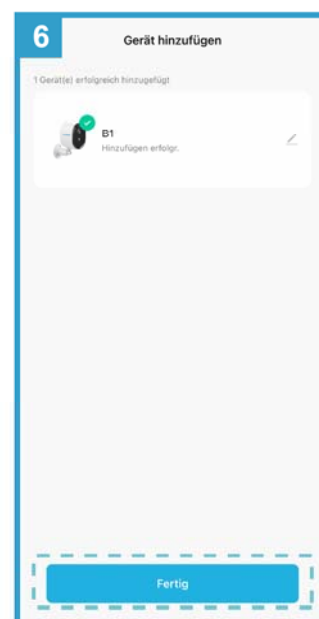 6
Gerät hinzufügen
1 Gerät(e) erfolgreich hinzugefügt
B1
Hinzufügen erfolgr.
Fertig